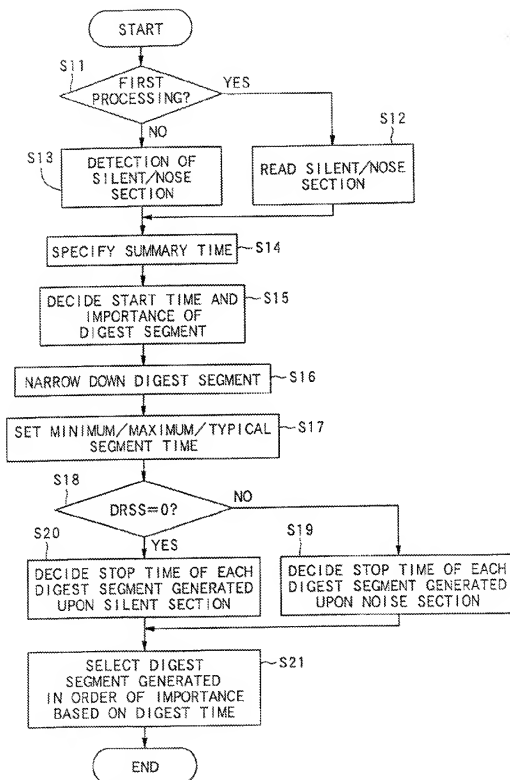 START
S11
FIRST
PROCESSING?
YES
NO
S12
READ SILENT/NOSE
SECTION
S13
DETECTION OF
SILENT/NOSE
SECTION
SPECIFY SUMMARY TIME
S14
DECIDE START TIME AND
IMPORTANCE OF
DIGEST SEGMENT
S15
NARROW DOWN DIGEST SEGMENT
S16
SET MINIMUM/MAXIMUM/TYPICAL
SEGMENT TIME
S17
S18
DRSS=0?
NO
YES
S20
DECIDE STOP TIME OF EACH
DIGEST SEGMENT GENERATED
UPON SILENT SECTION
S19
DECIDE STOP TIME OF EACH
DIGEST SEGMENT GENERATED
UPON NOISE SECTION
SELECT DIGEST
SEGMENT GENERATED
IN ORDER OF IMPORTANCE
BASED ON DIGEST TIME
S21
END